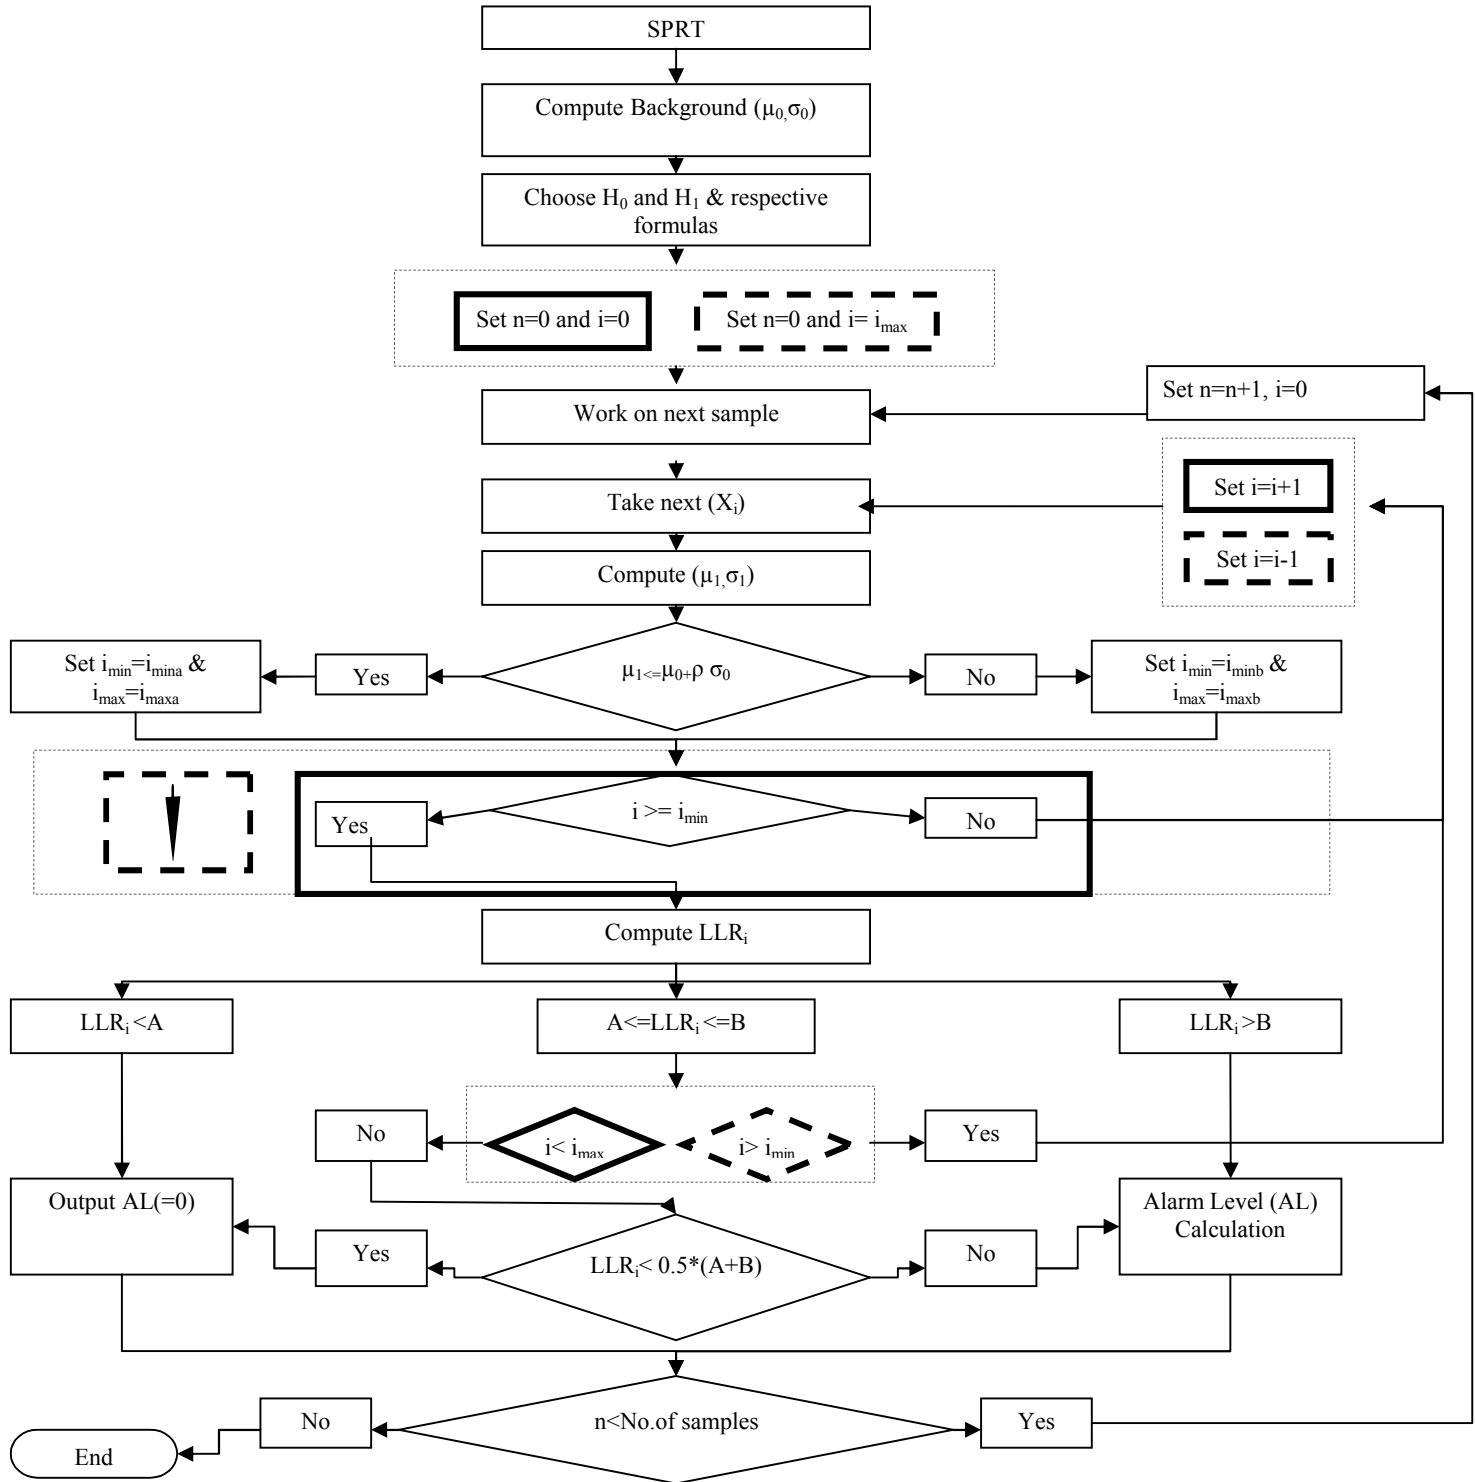 SPRT
Compute Background (μ0,σ0)
Choose H0 and H1 & respective
formulas
Set n=0 and i=0
Set n=0 and i= imax
Set n=n+1, i=0
Work on next sample
Set i=i+1
Take next (Xi)
Set i=i-1
Compute (μ1,σ1)
Set imin=imina &
imax=imaxa
Yes
μ1<=μ0+ρ σ0
No
Set imin=iminb &
imax=imaxb
Yes
i >= imin
No
Compute LLRi
LLRi <A
A<=LLRi <=B
LLRi >B
No
i< imax
i> imin
Yes
Output AL(=0)
Yes
LLRi< 0.5*(A+B)
No
Alarm Level (AL)
Calculation
No
n<No.of samples
Yes
End